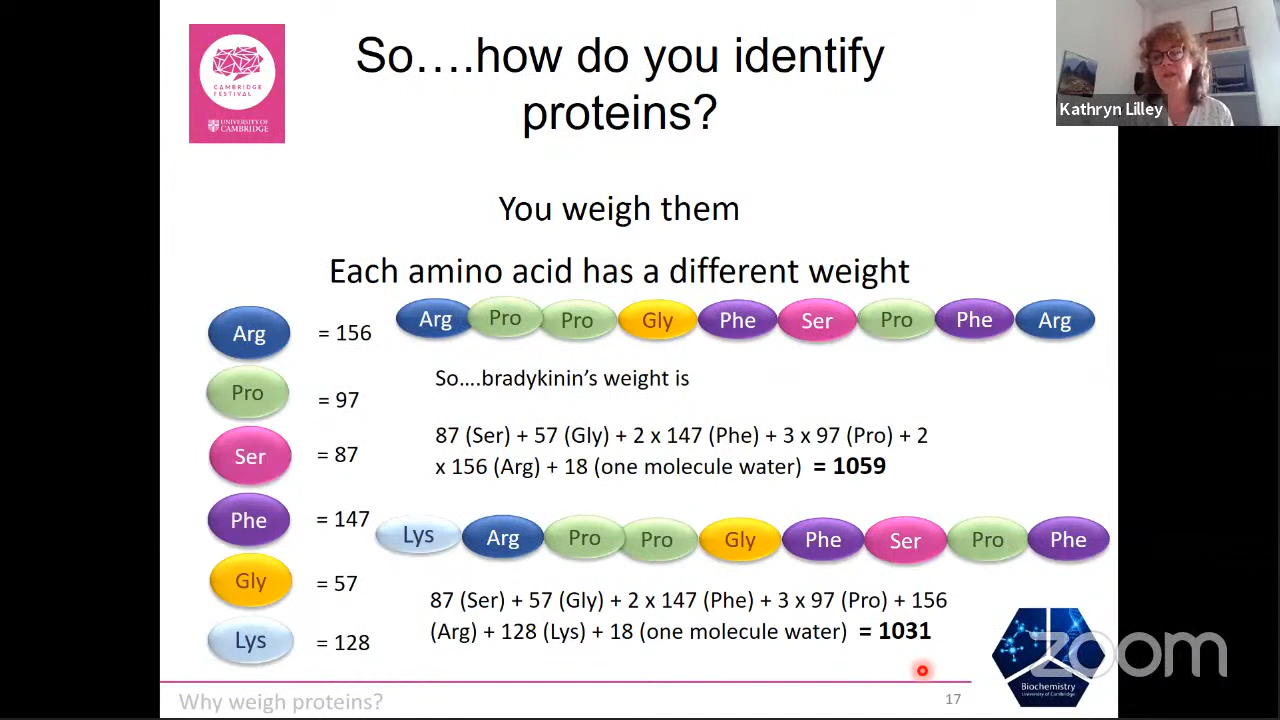 So....how do you identify
proteins?
CAMBRIDGE
FESTIVAL
UNIVERSITY OF
CAMBRIDGE
Kathryn Lilley
You weigh them
Each amino acid has a different weight
Arg = 156
Pro = 97
Ser = 87
Phe = 147
Gly = 57
Lys = 128
Arg Pro Pro Gly Phe Ser Pro Phe Arg
So....bradykinin's weight is
87 (Ser) + 57 (Gly) + 2 x 147 (Phe) + 3 x 97 (Pro) + 2
x 156 (Arg) + 18 (one molecule water) = 1059
Lys Arg Pro Pro Gly Phe Ser Pro Phe
87 (Ser) + 57 (Gly) + 2 x 147 (Phe) + 3 x 97 (Pro) + 156
(Arg) + 128 (Lys) + 18 (one molecule water) = 1031
Biochemistry
University of Cambridge
zoom
Why weigh proteins?
17